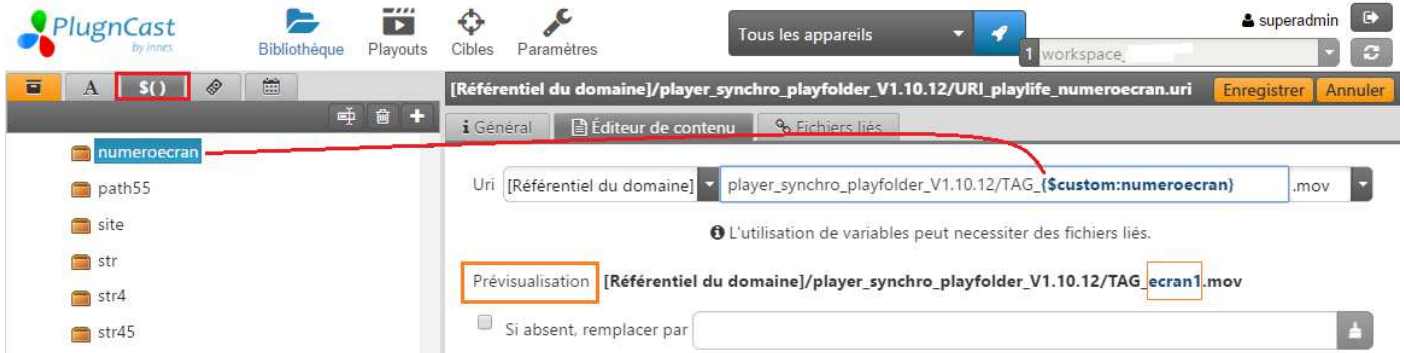 PlugnCast
by innes
Bibliothèque Playouts Cibles Paramètres
Tous les appareils
superadmin
1 workspace_
A $()
[Référentiel du domaine]/player_synchro_playfolder_V1.10.12/URI_playlife_numeroecran.uri Enregistrer Annuler
i Général Éditeur de contenu Fichiers liés
numeroecran
path55
site
str
str4
str45
Uri [Référentiel du domaine] player_synchro_playfolder_V1.10.12/TAG_{$custom:numeroecran} .mov
L'utilisation de variables peut necessiter des fichiers liés.
Prévisualisation [Référentiel du domaine]/player_synchro_playfolder_V1.10.12/TAG_ecran1.mov
Si absent, remplacer par